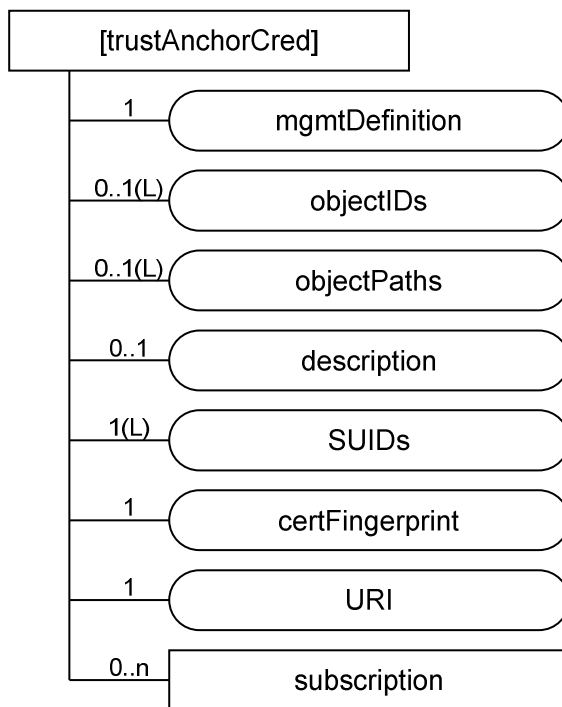 [trustAnchorCred]
1 mgmtDefinition
0..1(L) objectIDs
0..1(L) objectPaths
0..1 description
1(L) SUIDs
1 certFingerprint
1 URI
0..n subscription